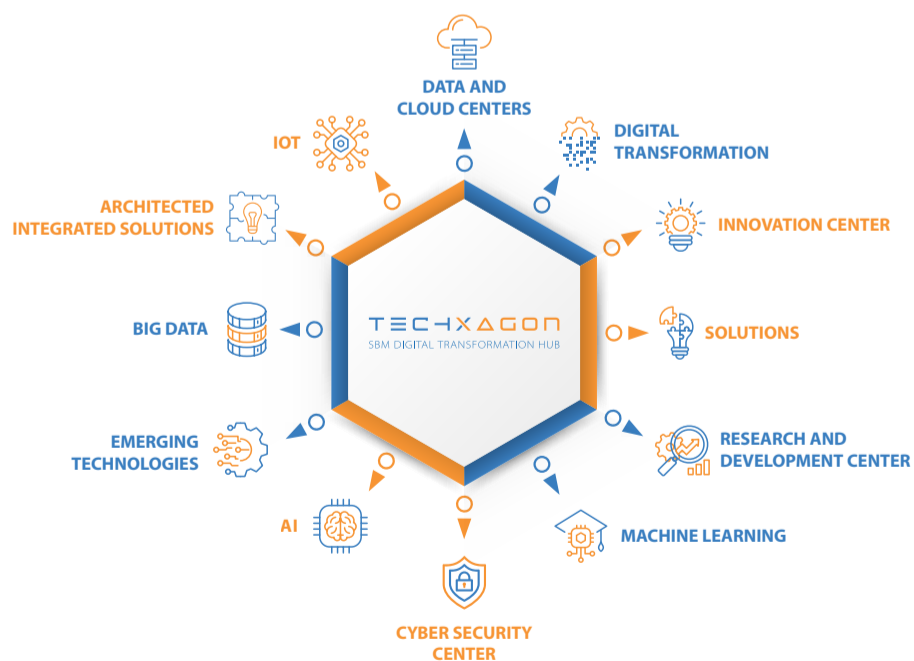 DATA AND
CLOUD CENTERS
DIGITAL
TRANSFORMATION
INNOVATION CENTER
SOLUTIONS
RESEARCH AND
DEVELOPMENT CENTER
MACHINE LEARNING
CYBER SECURITY
CENTER
AI
EMERGING
TECHNOLOGIES
BIG DATA
ARCHITECTED
INTEGRATED SOLUTIONS
IOT
TECHXAGON
SBM DIGITAL TRANSFORMATION HUB